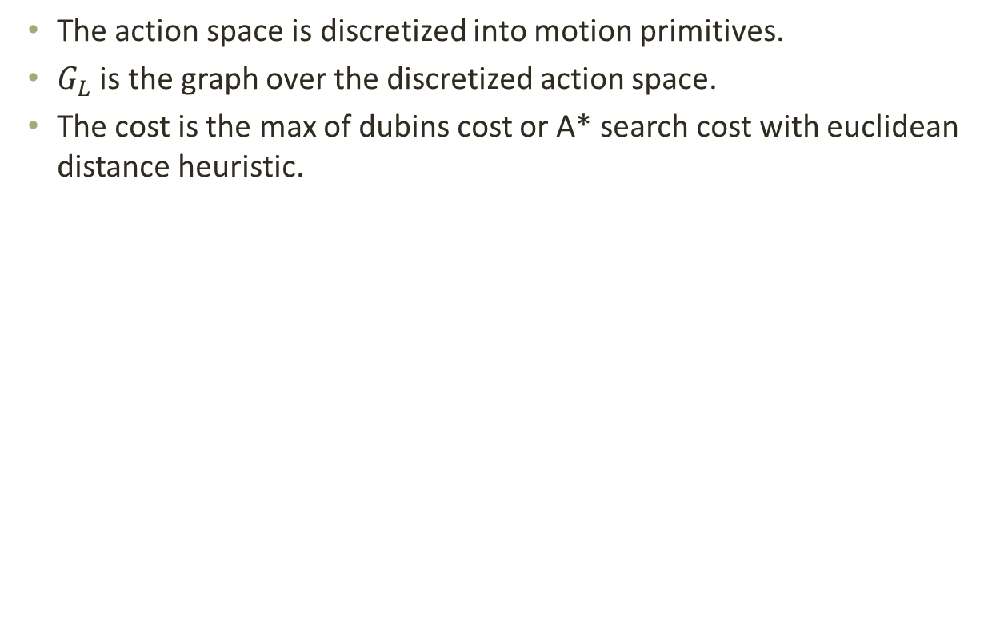 • The action space is discretized into motion primitives.
• G_L is the graph over the discretized action space.
• The cost is the max of dubins cost or A* search cost with euclidean
distance heuristic.